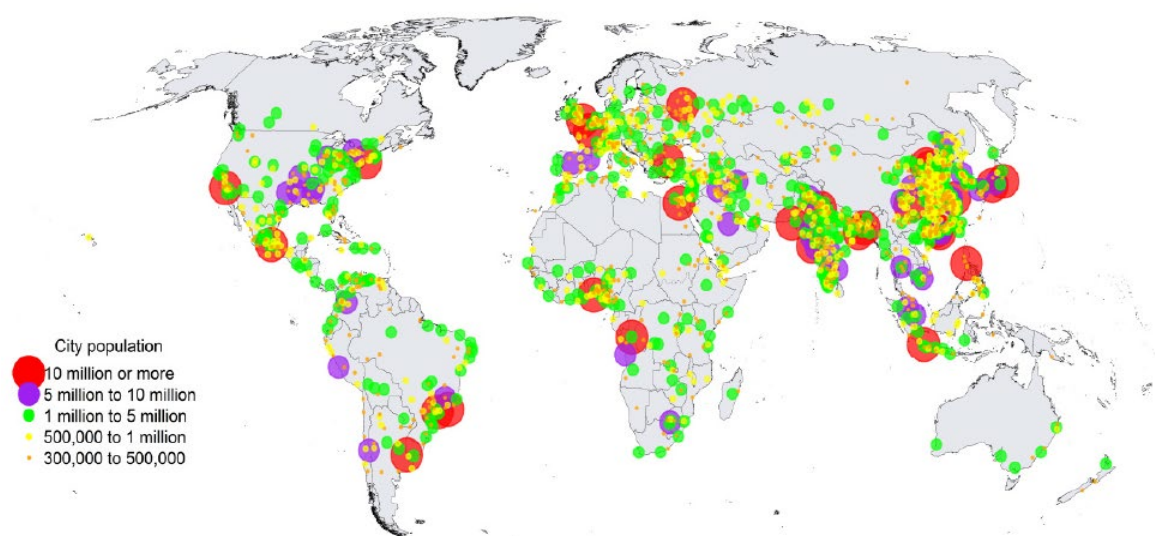 City population
10 million or more
5 million to 10 million
1 million to 5 million
500,000 to 1 million
300,000 to 500,000